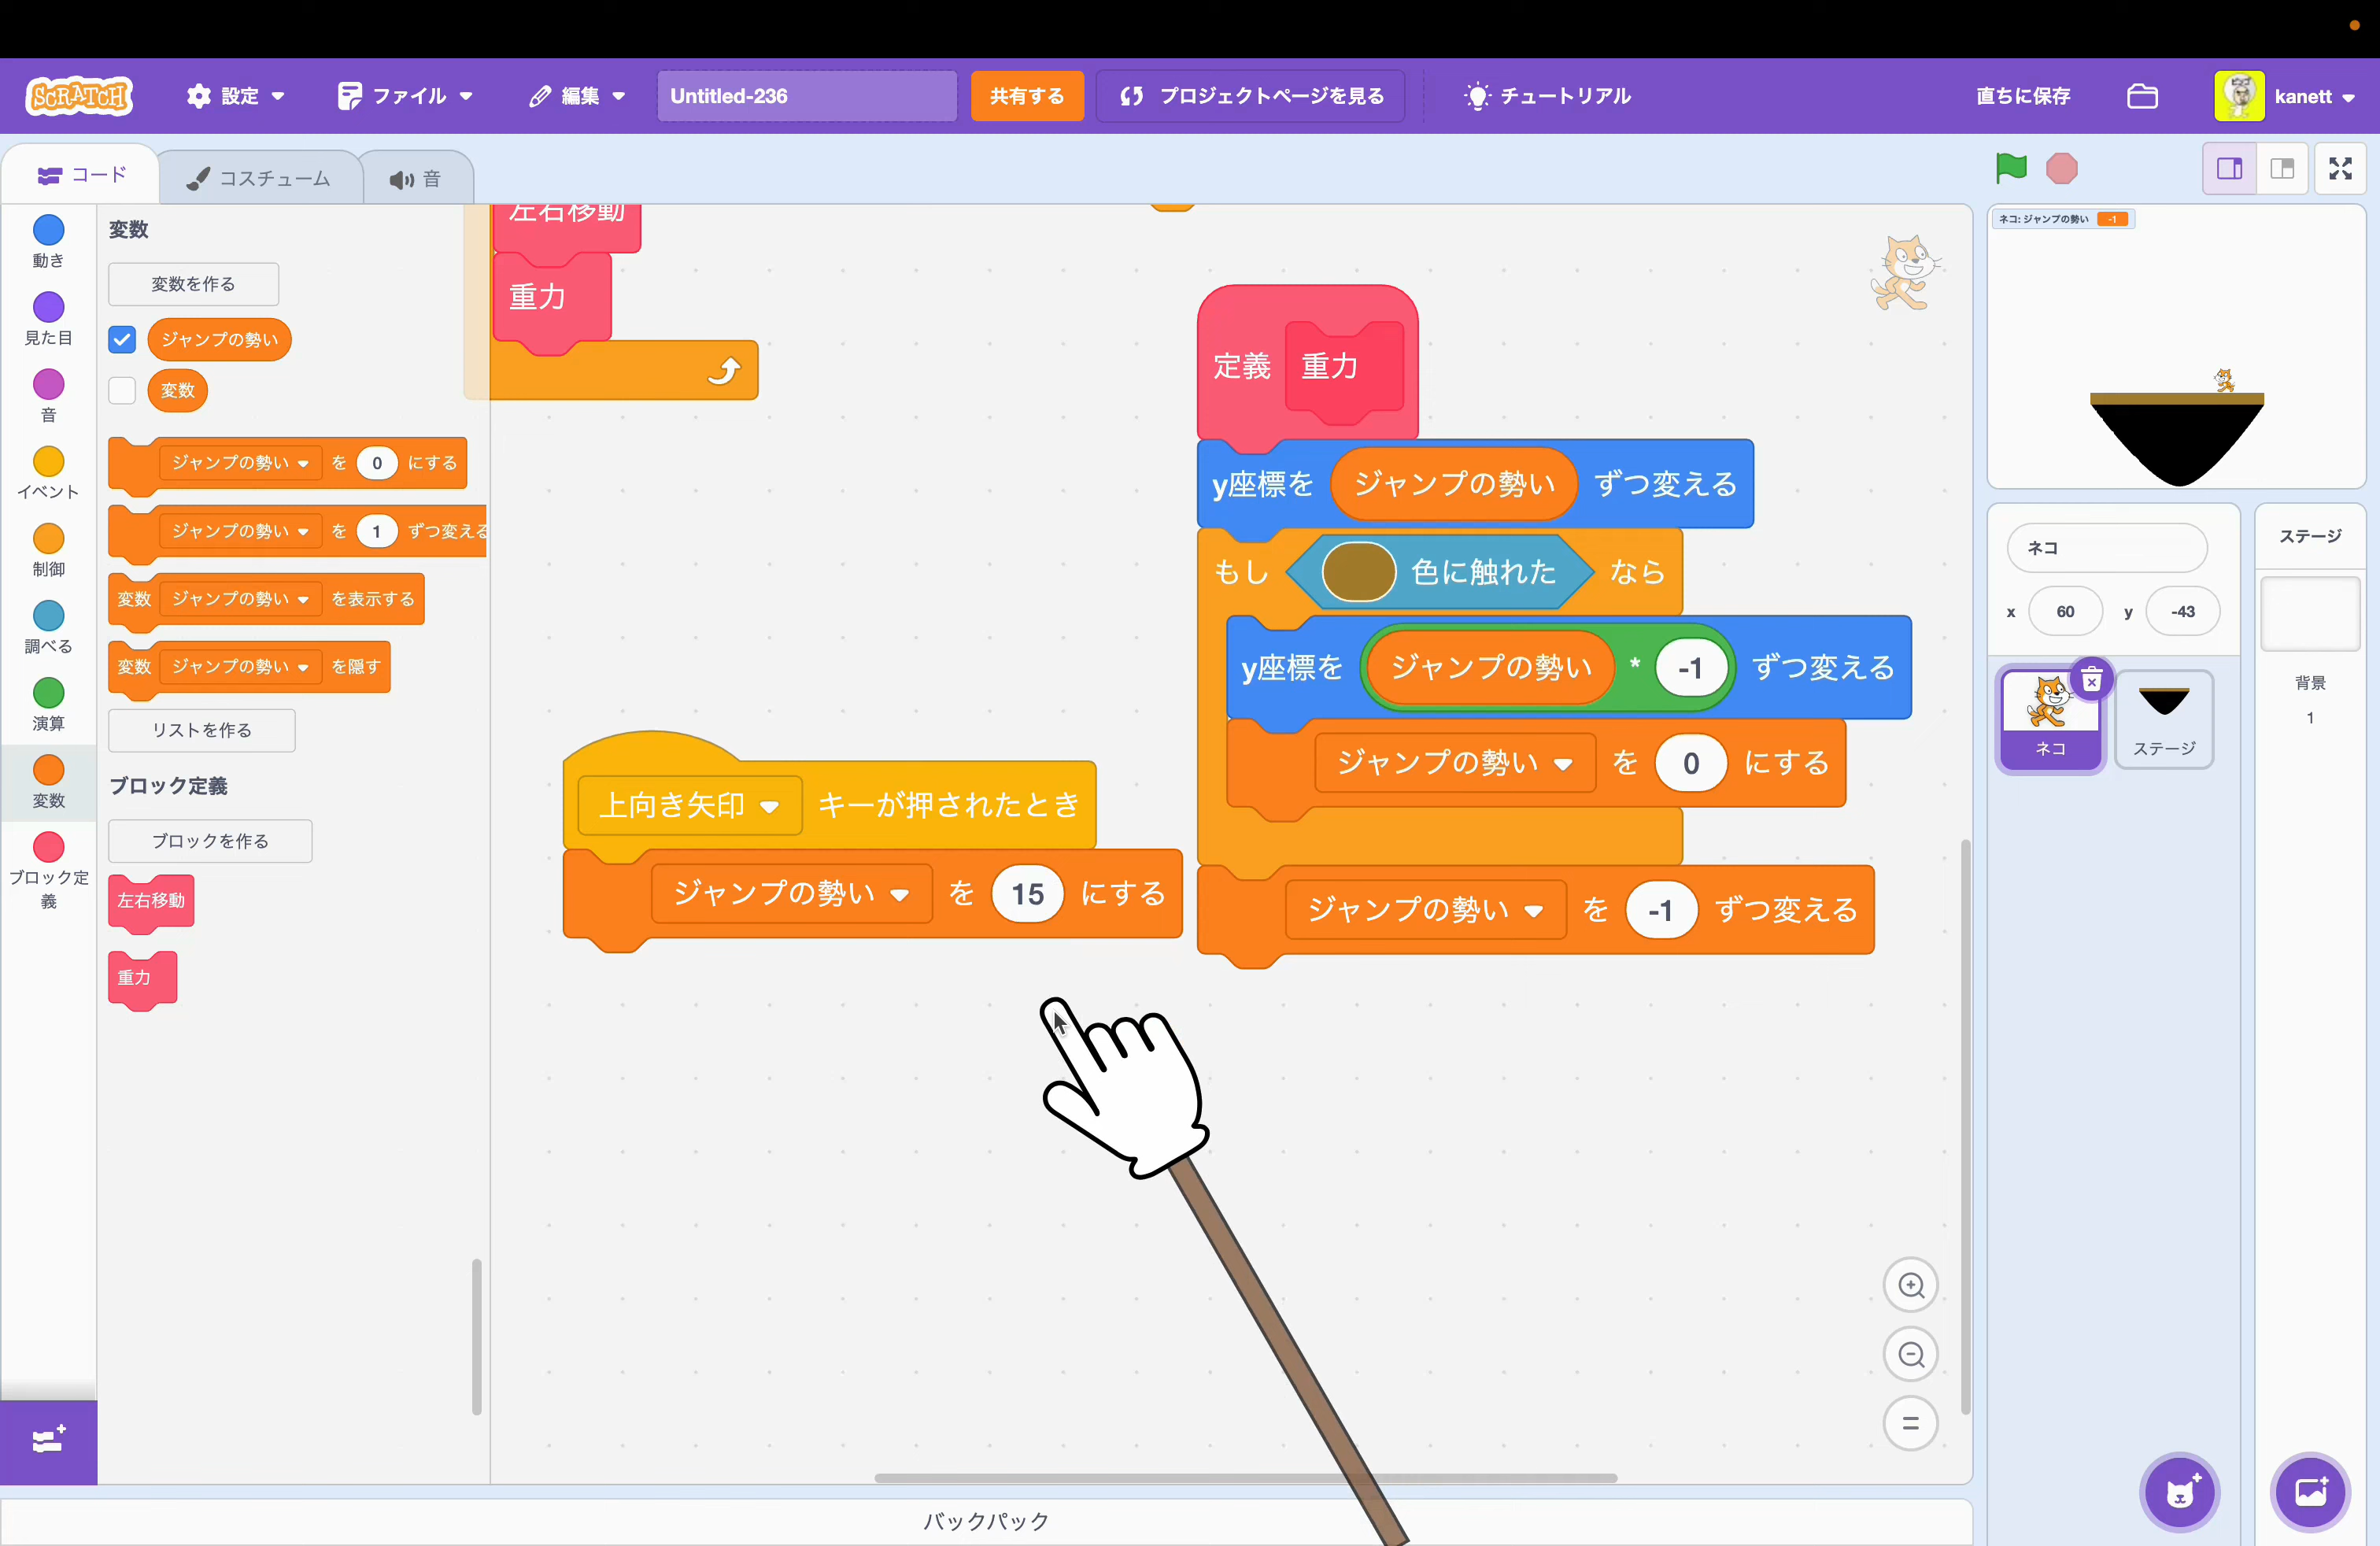 SCRATCH 設定 ファイル 編集 Untitled-236 共有する プロジェクトページを見る チュートリアル 直ちに保存 kanett
コード コスチューム 音
動き
見た目
音
イベント
制御
調べる
演算
変数
ブロック定義
変数
変数を作る
ジャンプの勢い
変数
ジャンプの勢い を 0 にする
ジャンプの勢い を 1 ずつ変える
変数 ジャンプの勢い を表示する
変数 ジャンプの勢い を隠す
リストを作る
ブロック定義
ブロックを作る
左右移動
重力
左右移動
重力
上向き矢印 キーが押されたとき
ジャンプの勢い を 15 にする
定義 重力
y座標を ジャンプの勢い ずつ変える
もし 色に触れた なら
y座標を ジャンプの勢い * -1 ずつ変える
ジャンプの勢い を 0 にする
ジャンプの勢い を -1 ずつ変える
ネコ: ジャンプの勢い -1
ネコ
x 60 y -43
ネコ
ステージ
ステージ
背景
1
バックパック